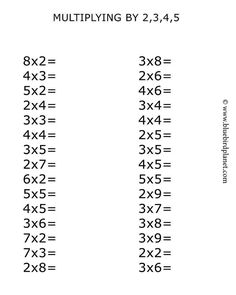 MULTIPLYING BY 2,3,4,5
8x2= 3x8=
4x3= 2x6=
5x2= 4x6=
2x4= 3x4=
3x3= 4x4=
4x4= 2x5=
3x5= 3x5=
2x7= 4x5=
6x2= 5x5=
5x5= 2x9=
4x5= 3x7=
3x6= 3x8=
7x2= 3x9=
7x3= 2x2=
2x8= 3x6=
© www.bluebirdplanet.com